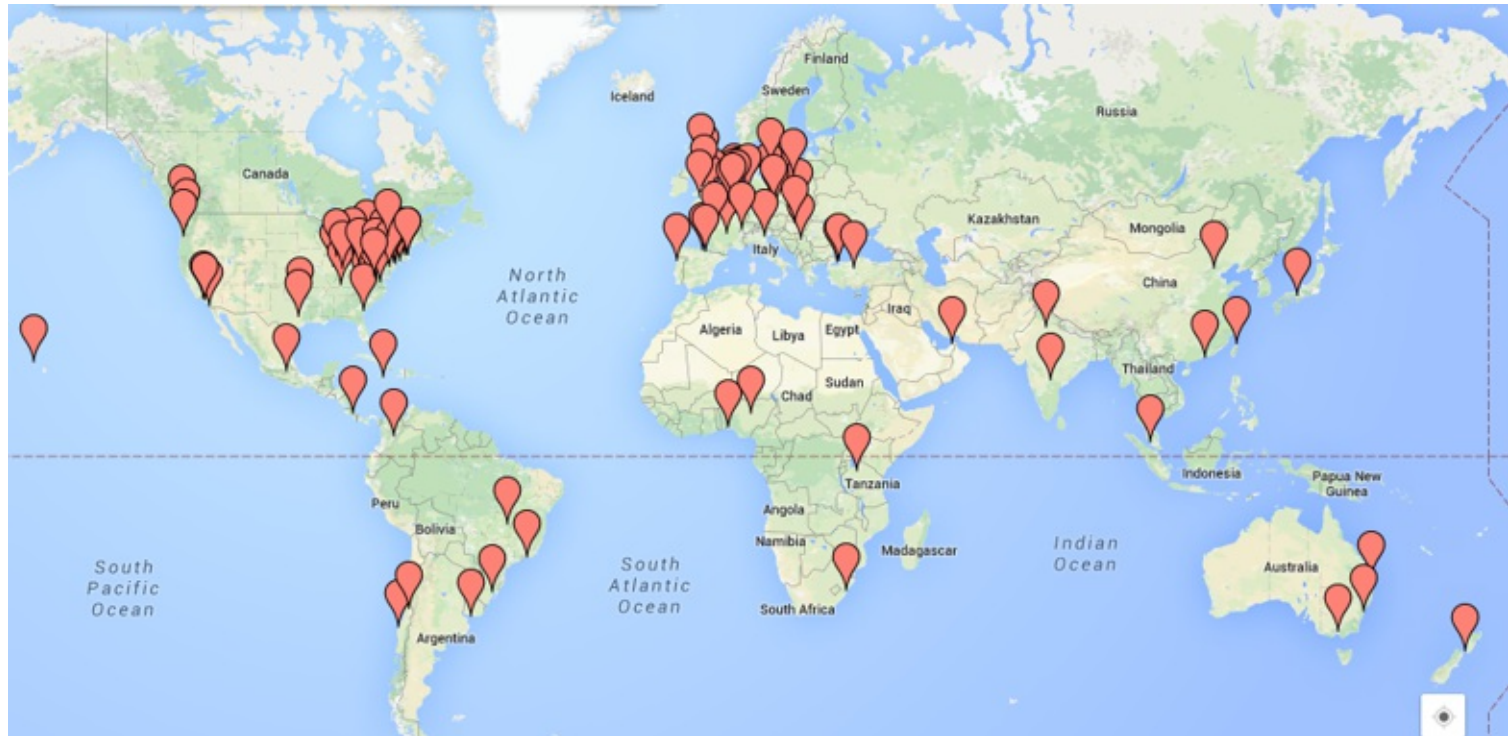 Finland
Sweden
Iceland
Russia
Canada
Kazakhstan
Mongolia
Italy
North
Atlantic
Ocean
China
Iraq
Algeria
Libya
Egypt
Thailand
Sudan
Chad
Indonesia
Papua New
Guinea
Tanzania
Peru
Angola
Bolivia
Namibia
Madagascar
Indian
Ocean
South
Pacific
Ocean
South
Atlantic
Ocean
Australia
South Africa
Argentina